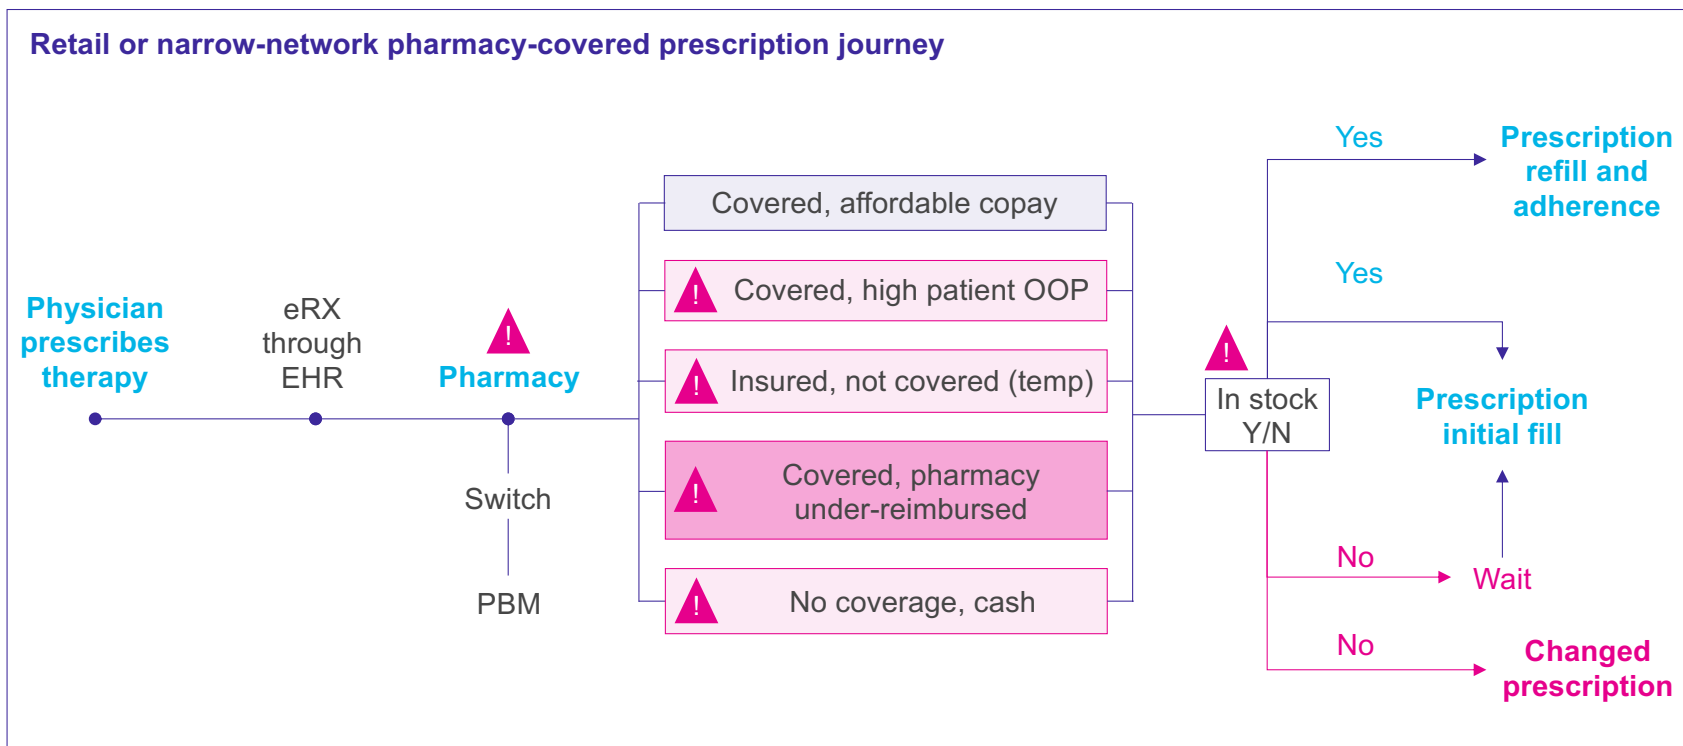 Retail or narrow-network pharmacy-covered prescription journey
Physician
prescribes
therapy
eRX
through
EHR
!
Pharmacy
Switch
PBM
Covered, affordable copay
! Covered, high patient OOP
! Insured, not covered (temp)
! Covered, pharmacy
under-reimbursed
! No coverage, cash
!
In stock
Y/N
Yes
Prescription
refill and
adherence
Yes
Prescription
initial fill
No
Wait
No
Changed
prescription